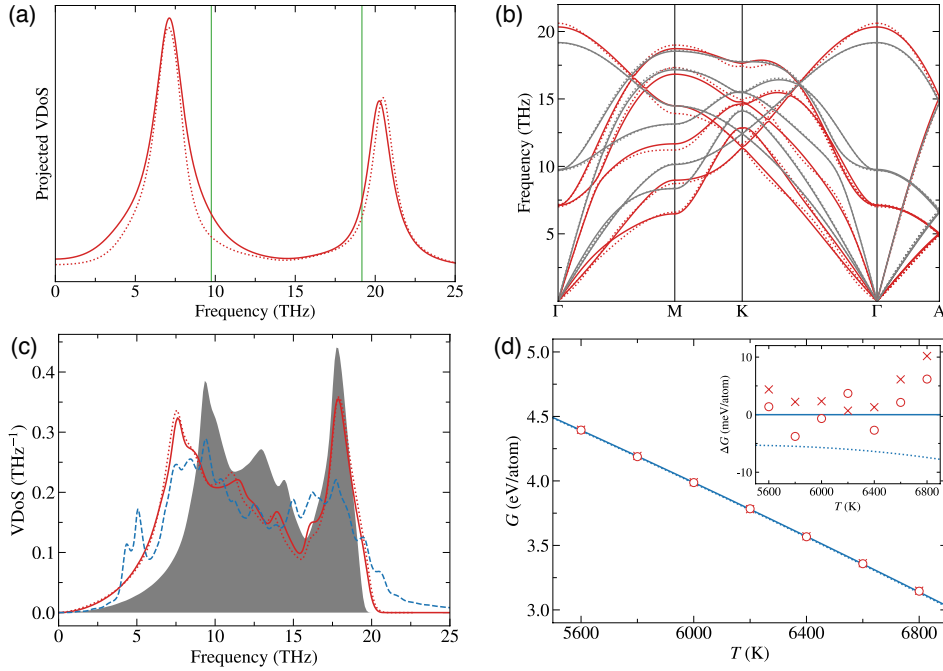 (a)
Projected VDoS
0 5 10 15 20 25
Frequency (THz)
(b)
Frequency (THz)
20
15
10
5
Γ M K Γ A
(c)
VDoS (THz⁻¹)
0.4
0.3
0.2
0.1
0.0
0 5 10 15 20 25
Frequency (THz)
(d)
G (eV/atom)
5.0
4.5
4.0
3.5
3.0
5600 6000 6400 6800
T (K)
ΔG (meV/atom)
10
0
-10
5600 6000 6400 6800
T (K)